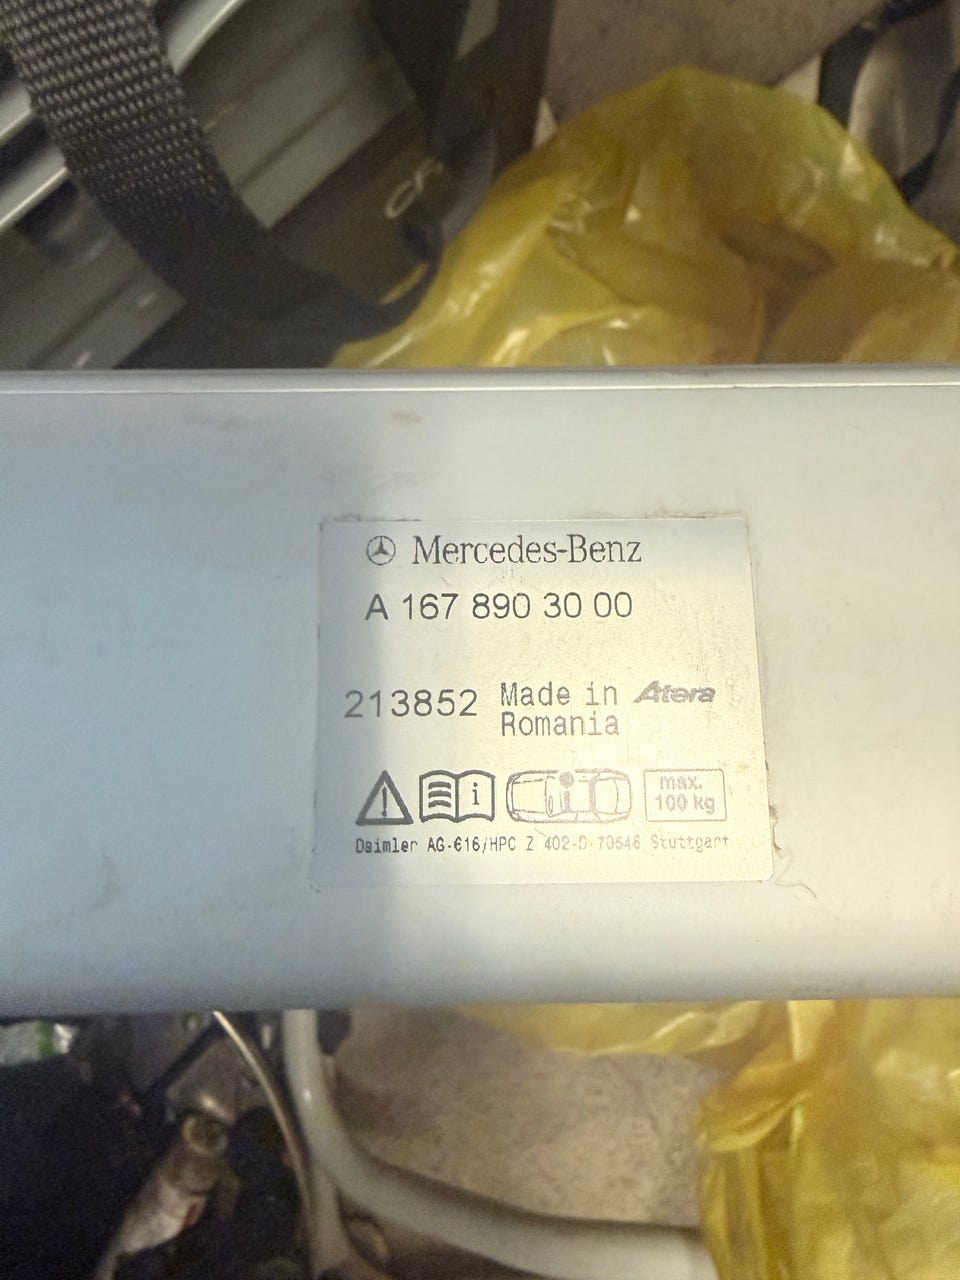 Mercedes-Benz
A 167 890 30 00
213852 Made in Romania Atera
i
max. 100 kg
Daimler AG-616/HPC Z 402-D-70546 Stuttgart